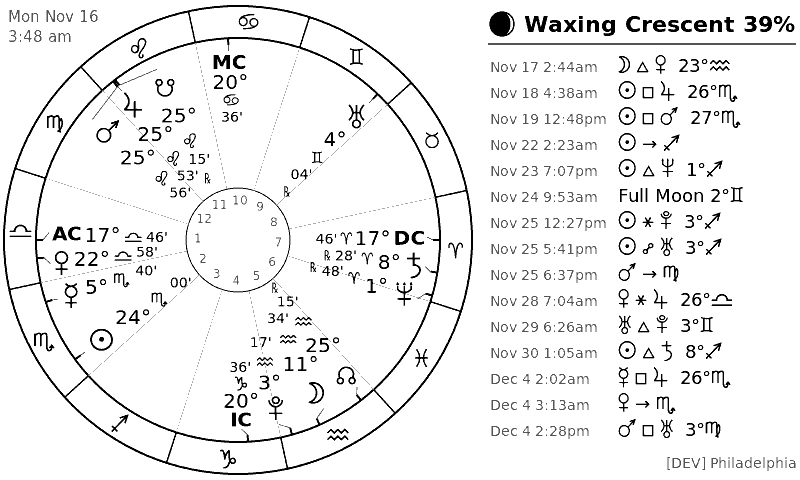 Mon Nov 16
3:48 am
MC
20°
♋
36'
♅
4°
♊
04'
℞
☋
25°
♌
15'
℞
♃
25°
♌
53'
♂
25°
♌
56'
11 10 9
12 8
1 7
2 6
3 4 5
AC 17° ♎ 46'
♀ 22° ♎ 58'
☿ 5° ♏ 40'
☉ 24° ♏ 00'
46' ♈ 17° DC
℞ 28' ♈ 8° ♄
℞ 48' ♈ 1° ♆
℞
15'
♒
25°
☊
34'
♒
11°
☽
17'
♒
3°
♇
36'
♑
20°
IC
♋
♊
♉
♈
♓
♒
♑
♐
♏
♎
♍
♌
Waxing Crescent 39%
Nov 17 2:44am ☽ △ ♀ 23°♒
Nov 18 4:38am ☉ □ ♃ 26°♏
Nov 19 12:48pm ☉ □ ♂ 27°♏
Nov 22 2:23am ☉ → ♐
Nov 23 7:07pm ☉ △ ♆ 1°♐
Nov 24 9:53am Full Moon 2°♊
Nov 25 12:27pm ☉ ⚹ ♇ 3°♐
Nov 25 5:41pm ☉ ☍ ♅ 3°♐
Nov 25 6:37pm ♂ → ♍
Nov 28 7:04am ♀ ⚹ ♃ 26°♎
Nov 29 6:26am ♅ △ ♇ 3°♊
Nov 30 1:05am ☉ △ ♄ 8°♐
Dec 4 2:02am ☿ □ ♃ 26°♏
Dec 4 3:13am ♀ → ♏
Dec 4 2:28pm ♂ □ ♅ 3°♍
[DEV] Philadelphia